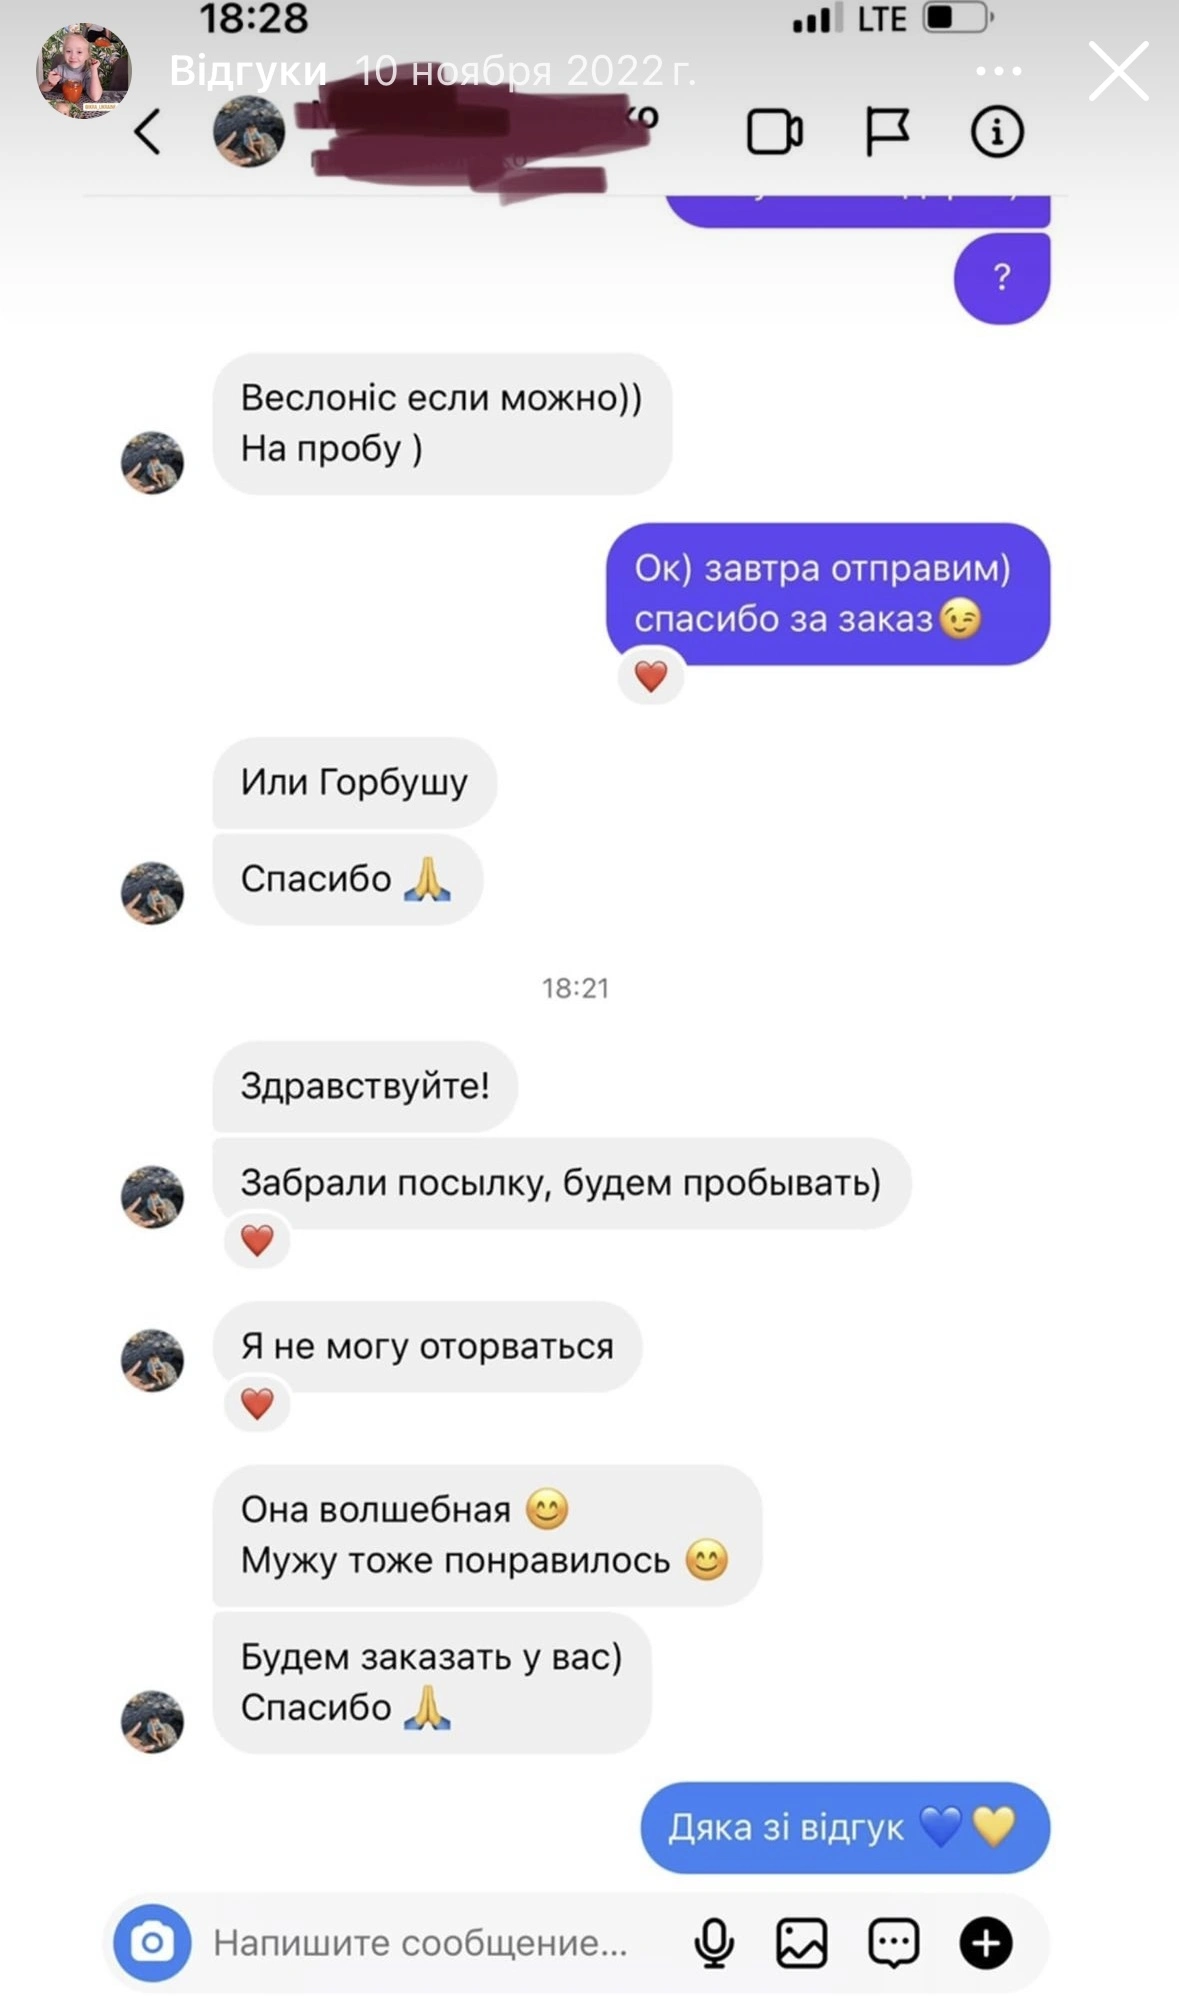 18:28
LTE
Відгуки 10 ноября 2022 г.
ко
?
Веслоніс если можно))
На пробу )
Ок) завтра отправим)
спасибо за заказ😉
❤️
Или Горбушу
Спасибо 🙏
18:21
Здравствуйте!
Забрали посылку, будем пробывать)
❤️
Я не могу оторваться
❤️
Она волшебная 😊
Мужу тоже понравилось 😊
Будем заказать у вас)
Спасибо 🙏
Дяка зі відгук 💙💛
Напишите сообщение...